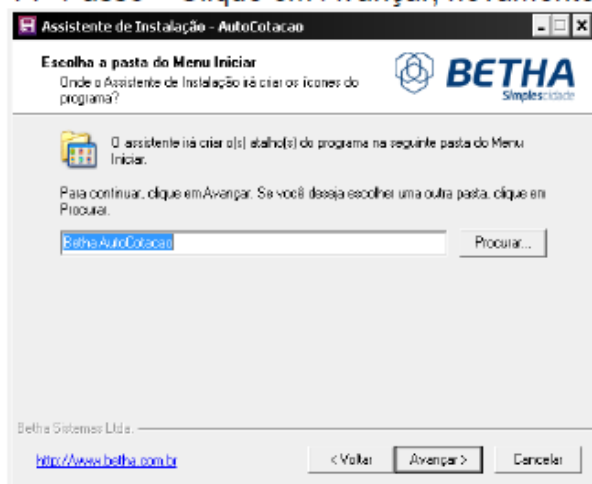 Assistente de Instalação - AutoCotacao
Escolha a pasta do Menu Iniciar
Onde o Assistente de Instalação irá criar os ícones do
programa?
BETHA
Simplescidade
O assistente irá criar o(s) atalho(s) do programa na seguinte pasta do Menu
Iniciar.
Para continuar, clique em Avançar. Se você deseja escolher uma outra pasta, clique em
Procurar.
Betha AutoCotacao
Procurar...
Betha Sistemas Ltda.
http://www.betha.com.br
< Voltar
Avançar >
Cancelar